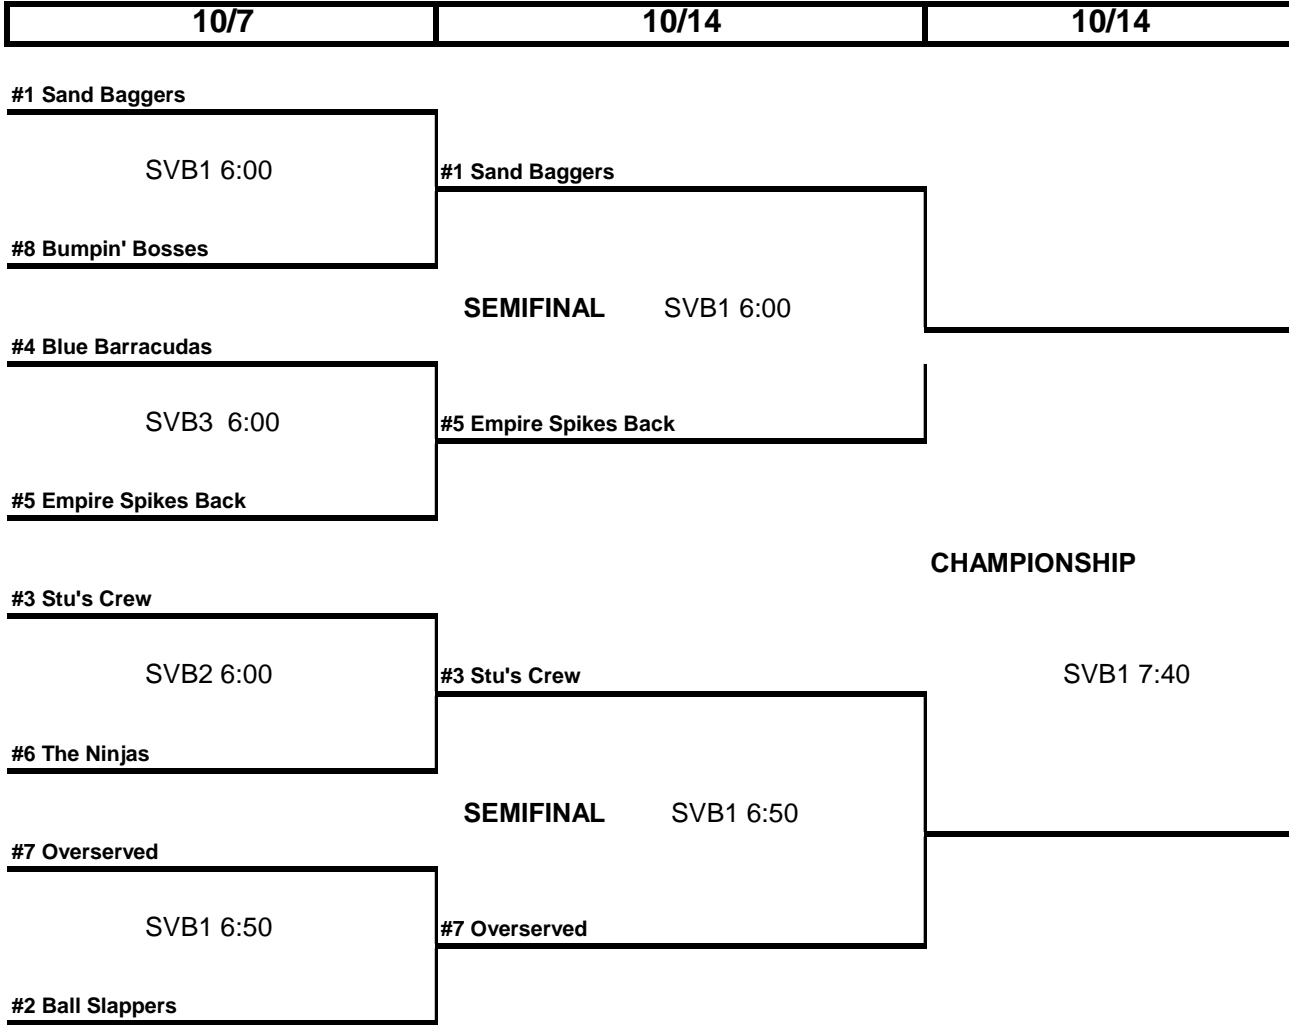 10/7 10/14 10/14
#1 Sand Baggers
SVB1 6:00
#1 Sand Baggers
#8 Bumpin' Bosses
SEMIFINAL SVB1 6:00
#4 Blue Barracudas
SVB3 6:00
#5 Empire Spikes Back
#5 Empire Spikes Back
CHAMPIONSHIP
#3 Stu's Crew
SVB2 6:00
#3 Stu's Crew
SVB1 7:40
#6 The Ninjas
SEMIFINAL SVB1 6:50
#7 Overserved
SVB1 6:50
#7 Overserved
#2 Ball Slappers